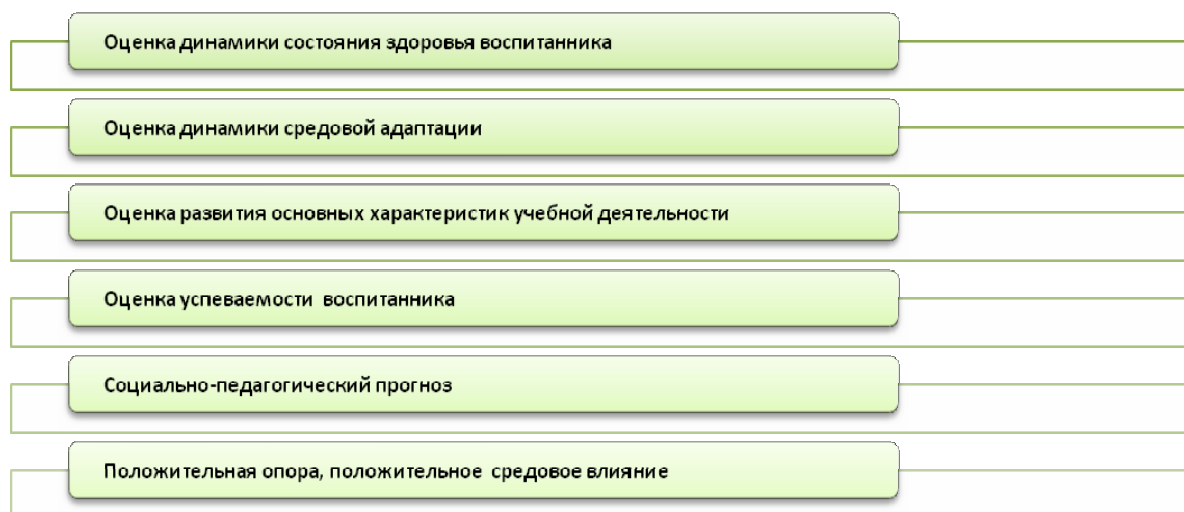 Оценка динамики состояния здоровья воспитанника
Оценка динамики средовой адаптации
Оценка развития основных характеристик учебной деятельности
Оценка успеваемости воспитанника
Социально-педагогический прогноз
Положительная опора, положительное средовое влияние